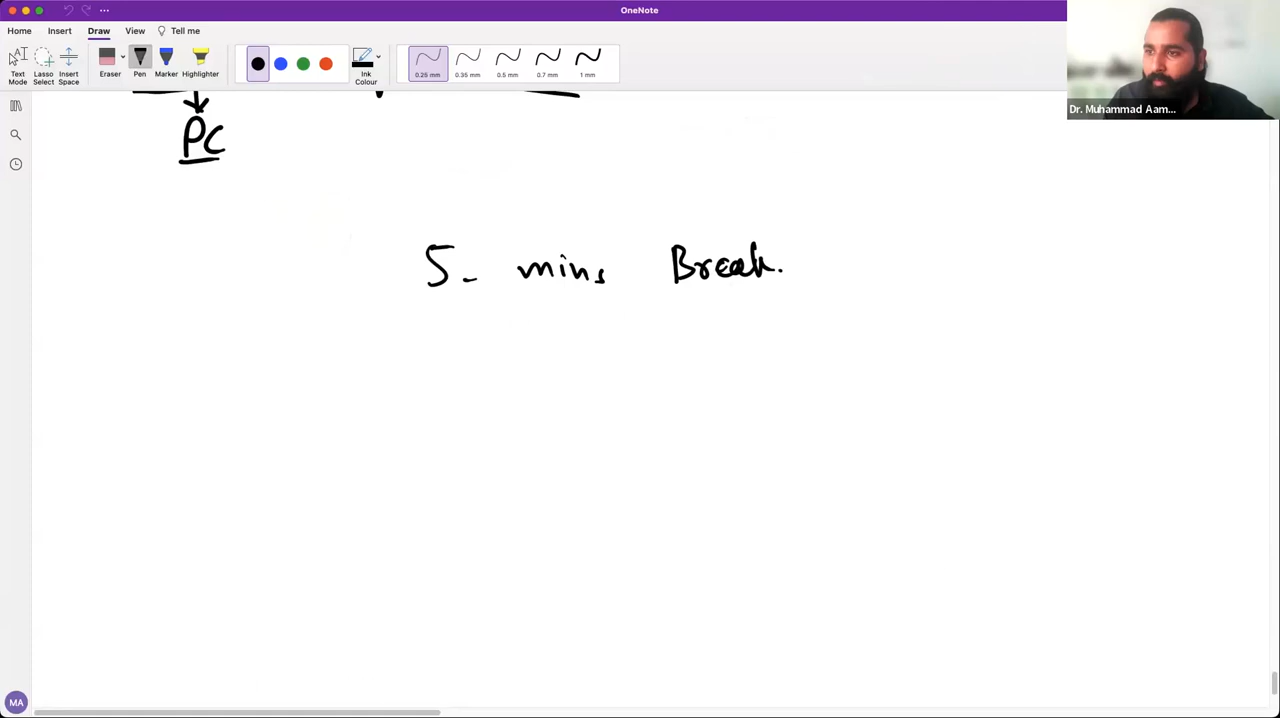 OneNote
Home Insert Draw View Tell me
Text Mode
Lasso Select
Insert Space
Eraser
Pen
Marker
Highlighter
Ink Colour
0.25 mm
0.35 mm
0.5 mm
0.7 mm
1 mm
Dr. Muhammad Aam...
PC
5- mins Break.
MA